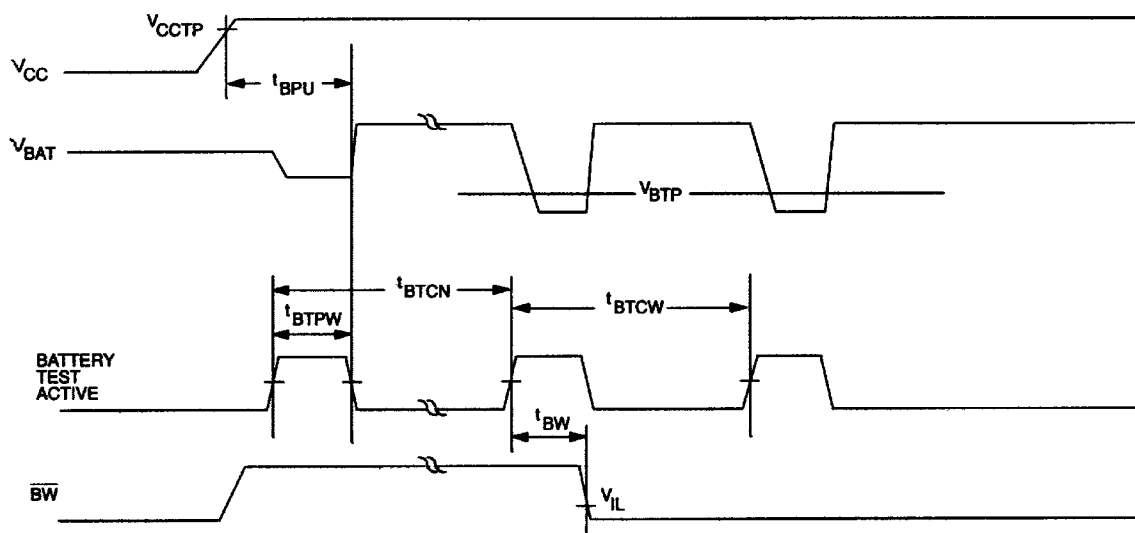 VCCTP
VCC
tBPU
VBAT
VBTP
tBTCN
tBTCW
tBTPW
BATTERY
TEST
ACTIVE
tBW
BW
VIL